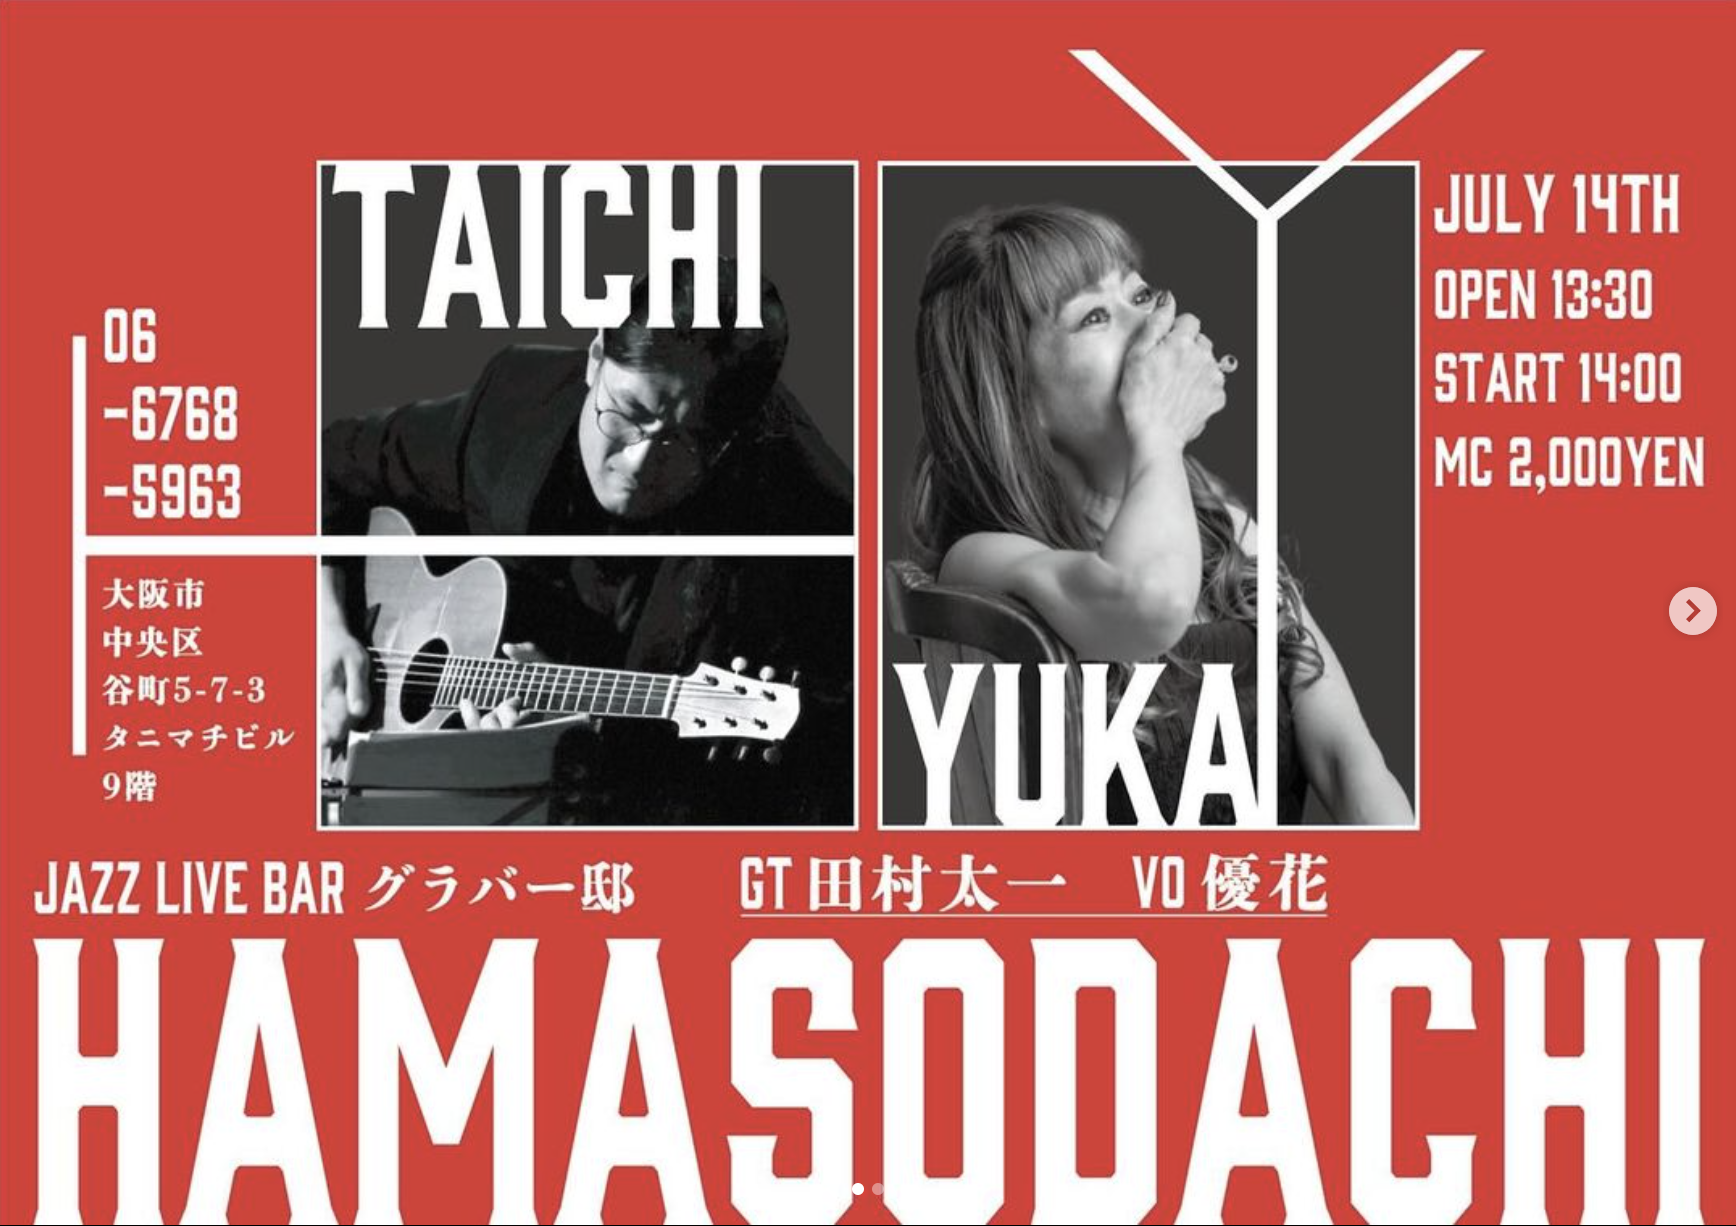 TAICHI
06
-6768
-5963
大阪市
中央区
谷町5-7-3
タニマチビル
9階
YUKA
JULY 14TH
OPEN 13:30
START 14:00
MC 2,000YEN
JAZZ LIVE BAR グラバー邸
GT 田村太一 VO 優花
HAMASODACHI